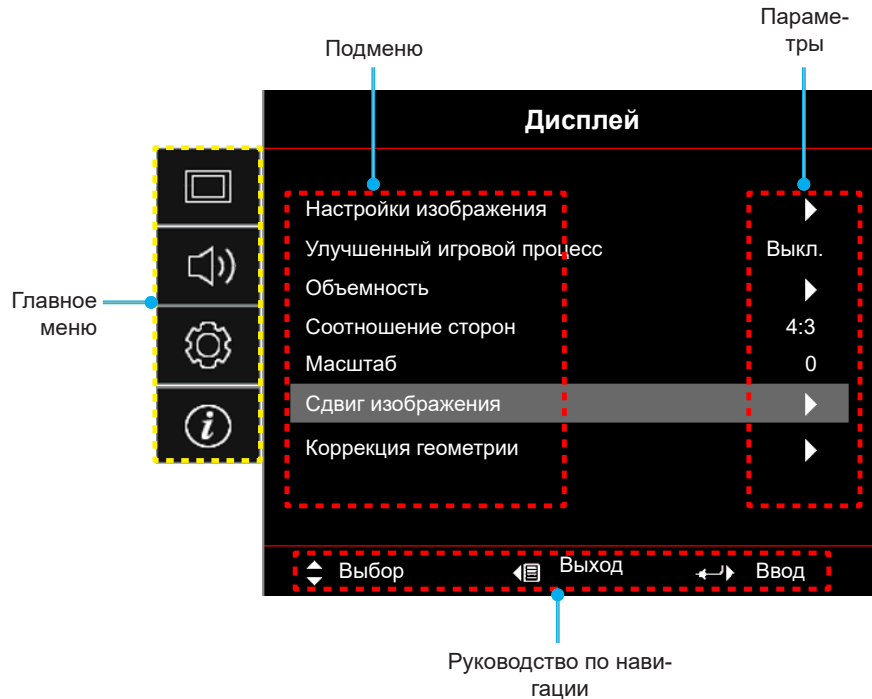 Параме-
тры
Подменю
Дисплей
Настройки изображения
Улучшенный игровой процесс Выкл.
Объемность
Соотношение сторон 4:3
Масштаб 0
Сдвиг изображения
Коррекция геометрии
Главное
меню
Выбор Выход Ввод
Руководство по нави-
гации